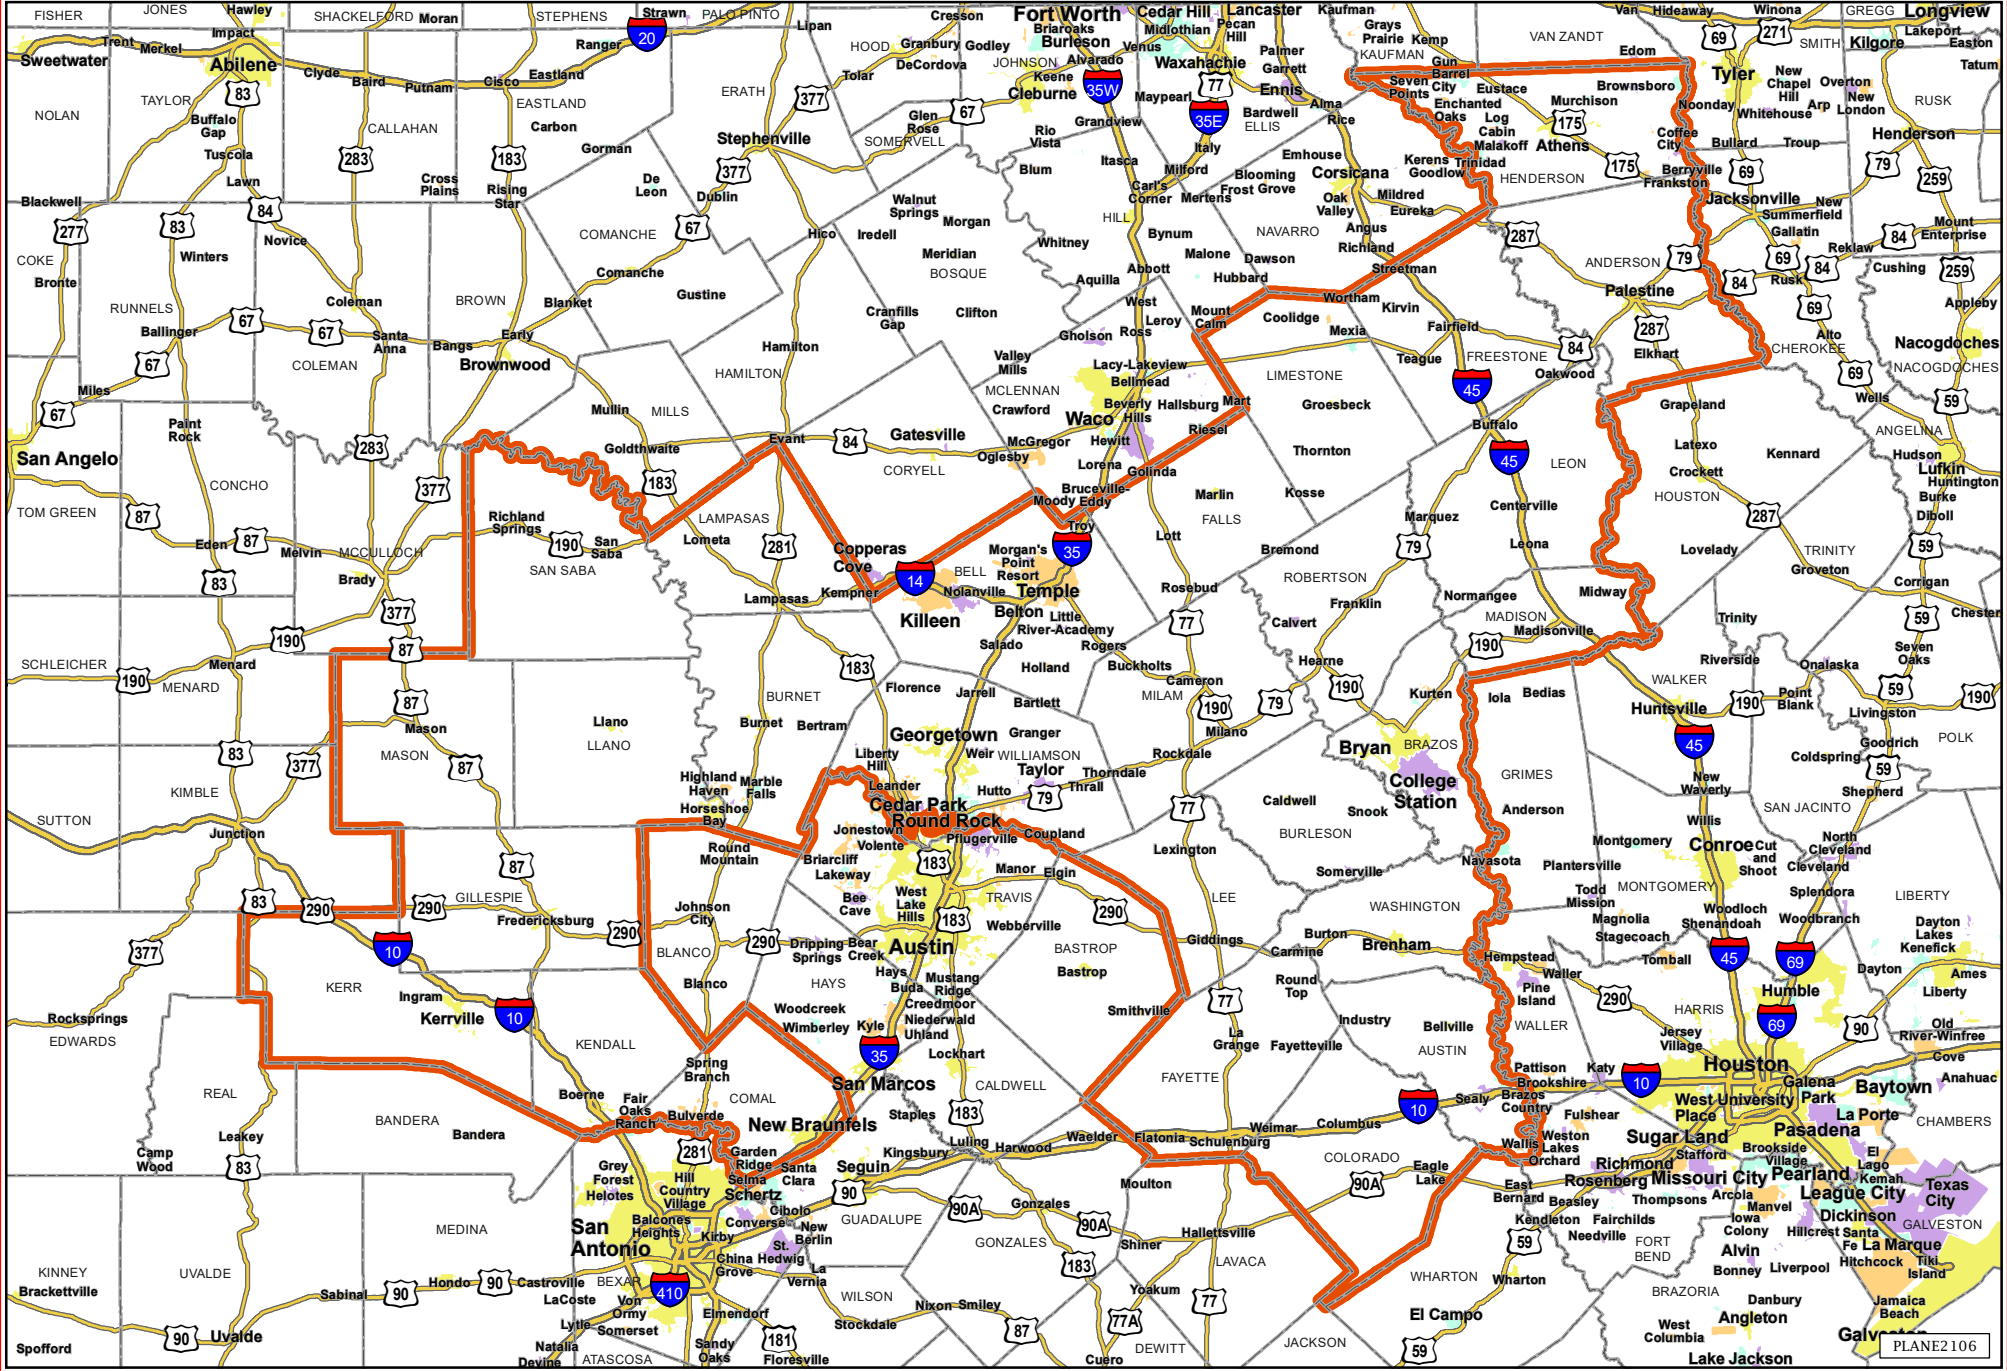 FISHER
JONES
Hawley
SHACKELFORD
Moran
STEPHENS
Strawn
PALO PINTO
Lipan
Cresson
Fort Worth
Cedar Hill
Lancaster
Kaufman
Van
Hideaway
Winona
GREGG
Longview
Trent
Merkel
Impact
Sweetwater
Abilene
Clyde
Baird
Putnam
Cisco
Eastland
Ranger
20
HOOD
Granbury
DeCordova
Tolar
Godley
Briaroaks
Burleson
Alvarado
Venus
Midlothian
Pecan
Hill
Waxahachie
Palmer
Garrett
Ennis
Grays
Prairie
Kemp
KAUFMAN
VAN ZANDT
Edom
69
271
SMITH
Kilgore
Lakeport
Easton
Tatum
NOLAN
TAYLOR
83
Buffalo
Gap
Tuscola
Lawn
CALLAHAN
283
EASTLAND
Carbon
Gorman
183
Rising
Star
Cross
Plains
De
Leon
ERATH
377
Stephenville
377
Dublin
Glen
Rose
SOMERVELL
67
JOHNSON
Keene
Cleburne
35W
Grandview
Rio
Vista
Blum
Maypearl
77
35E
Italy
Itasca
Milford
Carl's
Corner
Mertens
Bardwell
ELLIS
Alma
Rice
Emhouse
Corsicana
Blooming
Grove
Frost
Oak
Valley
Mildred
Eureka
Angus
Richland
NAVARRO
Seven
Points
Gun
Barrel
City
Eustace
Enchanted
Oaks
Log
Cabin
Malakoff
Trinidad
Kerens
Goodlow
Murchison
175
Athens
Brownsboro
HENDERSON
175
Coffee
City
Berryville
Frankston
Tyler
Noonday
New
Chapel
Hill
Whitehouse
Arp
Overton
New
London
RUSK
Henderson
Bullard
Troup
69
79
259
Jacksonville
New
Summerfield
Gallatin
Reklaw
Mount
Enterprise
84
Blackwell
277
COKE
Bronte
83
Winters
84
Novice
RUNNELS
Ballinger
67
67
67
Coleman
COLEMAN
Santa
Anna
Bangs
BROWN
Early
Brownwood
Blanket
COMANCHE
Comanche
67
Gustine
Hico
Iredell
Walnut
Springs
Morgan
Meridian
BOSQUE
Cranfills
Gap
Clifton
HILL
Whitney
Aquilla
Abbott
West
Leroy
Ross
Gholson
Bynum
Malone
Hubbard
Dawson
Mount
Calm
Coolidge
Streetman
Wortham
Mexia
Kirvin
287
ANDERSON
79
Palestine
84
287
Elkhart
69
Rusk
84
69
Alto
CHEROKEE
69
Wells
Cushing
259
Appleby
Nacogdoches
NACOGDOCHES
59
Miles
67
San Angelo
TOM GREEN
Paint
Rock
CONCHO
87
Eden
87
Melvin
83
283
377
MCCULLOCH
Brady
377
Mullin
MILLS
Goldthwaite
183
Hamilton
HAMILTON
Evant
84
Gatesville
CORYELL
Valley
Mills
MCLENNAN
Crawford
McGregor
Oglesby
Waco
Lacy-Lakeview
Bellmead
Beverly
Hills
Hewitt
Hallsburg
Mart
Riesel
Lorena
Golinda
Bruceville-
Moody
Eddy
Troy
LIMESTONE
Groesbeck
Thornton
Kosse
Teague
Fairfield
FREESTONE
84
45
Oakwood
Buffalo
45
LEON
Centerville
Leona
Grapeland
Latexo
Crockett
HOUSTON
Kennard
287
Lovelady
TRINITY
Groveton
ANGELINA
Hudson
Lufkin
Huntington
Burke
Diboll
59
Corrigan
59
Chester
Richland
Springs
190
San
Saba
SAN SABA
LAMPASAS
Lometa
281
Lampasas
Copperas
Cove
Kempner
14
Killeen
BELL
Nolanville
Morgan's
Point
Resort
Temple
Belton
Little
River-Academy
35
Salado
Rogers
Holland
Bartlett
Marlin
FALLS
Lott
Rosebud
77
Bremond
ROBERTSON
Calvert
Franklin
Hearne
Marquez
79
Normangee
MADISON
Madisonville
190
Midway
Trinity
Riverside
WALKER
Huntsville
190
Onalaska
Point
Blank
Seven
Oaks
59
Livingston
190
POLK
SCHLEICHER
190
MENARD
Menard
190
87
87
Mason
MASON
87
Llano
LLANO
BURNET
Burnet
Bertram
183
Florence
Jarrell
Buckholts
Cameron
MILAM
190
Milano
79
Rockdale
190
Kurten
Iola
Bedias
Bryan
BRAZOS
College
Station
GRIMES
Anderson
45
New
Waverly
Willis
SAN JACINTO
Coldspring
Goodrich
59
Shepherd
SUTTON
KIMBLE
Junction
83
377
83
290
290
GILLESPIE
Fredericksburg
87
290
Highland
Haven
Marble
Falls
Horseshoe
Bay
Round
Mountain
Liberty
Hill
Leander
Cedar Park
Round Rock
Georgetown
Weir
Granger
WILLIAMSON
Taylor
Hutto
79
Thorndale
Thrall
Jonestown
Volente
Pflugerville
Coupland
Briarcliff
Lakeway
183
Manor
Elgin
Bee
Cave
West
Lake
Hills
TRAVIS
183
Webberville
290
77
Caldwell
Snook
BURLESON
Lexington
LEE
Somerville
WASHINGTON
Navasota
Montgomery
Plantersville
Todd
Mission
MONTGOMERY
Conroe
Cut
and
Shoot
North
Cleveland
Cleveland
Splendora
LIBERTY
Magnolia
Stagecoach
Woodloch
Shenandoah
Woodbranch
Dayton
Lakes
Kenefick
377
10
KERR
Ingram
Kerrville
10
Johnson
City
BLANCO
290
Blanco
Dripping
Springs
Bear
Creek
Austin
Hays
HAYS
Buda
Mustang
Ridge
Creedmoor
Niederwald
Uhland
Woodcreek
Wimberley
Kyle
35
BASTROP
Bastrop
Smithville
Giddings
Carmine
Burton
Brenham
Round
Top
77
La
Grange
Industry
Fayetteville
FAYETTE
Bellville
AUSTIN
Hempstead
Waller
Pine
Island
WALLER
290
Tomball
45
69
Humble
69
HARRIS
Jersey
Village
Dayton
Ames
Liberty
90
Old
River-Winfree
Cove
Anahuac
Rocksprings
EDWARDS
REAL
Leakey
Camp
Wood
83
BANDERA
Bandera
KENDALL
Boerne
Spring
Branch
Fair
Oaks
Ranch
Bulverde
COMAL
281
Garden
Ridge
Selma
Schertz
Santa
Clara
San Marcos
New Braunfels
Lockhart
CALDWELL
Staples
183
Luling
Kingsbury
Seguin
Harwood
Waelder
Flatonia
Schulenburg
Weimar
Columbus
10
Sealy
Pattison
Brookshire
Brazos
Country
Katy
10
Houston
Galena
Park
West University
Place
Baytown
La Porte
CHAMBERS
Fulshear
Wallis
Weston
Lakes
Orchard
Sugar Land
Stafford
Richmond
Rosenberg
Missouri City
Brookside
Village
Pearland
Pasadena
El
Lago
Kemah
Texas
City
League City
Dickinson
GALVESTON
Grey
Forest
Helotes
Hill
Country
Village
Balcones
Heights
San
Antonio
Kirby
Converse
Cibolo
New
Berlin
St.
Hedwig
China
Grove
La
Vernia
BEXAR
410
90
GUADALUPE
90A
Gonzales
GONZALES
90A
183
Moulton
Shiner
Hallettsville
LAVACA
COLORADO
90A
Eagle
Lake
East
Bernard
Beasley
Kendleton
Fairchilds
Needville
Thompsons
Arcola
Manvel
Iowa
Colony
FORT
BEND
59
Wharton
WHARTON
Alvin
Bonney
Liverpool
Hillcrest
Santa
Fe
La Marque
Hitchcock
Tiki
Island
KINNEY
Brackettville
Spofford
UVALDE
Uvalde
90
Sabinal
90
Hondo
90
MEDINA
Castroville
LaCoste
Von
Ormy
Lytle
Somerset
Natalia
Devine
ATASCOSA
Elmendorf
Sandy
Oaks
181
Floresville
WILSON
Stockdale
Nixon
Smiley
87
Yoakum
77A
Cuero
DEWITT
77
JACKSON
El Campo
59
BRAZORIA
West
Columbia
Danbury
Angleton
Lake Jackson
Jamaica
Beach
Galveston
PLANE2106